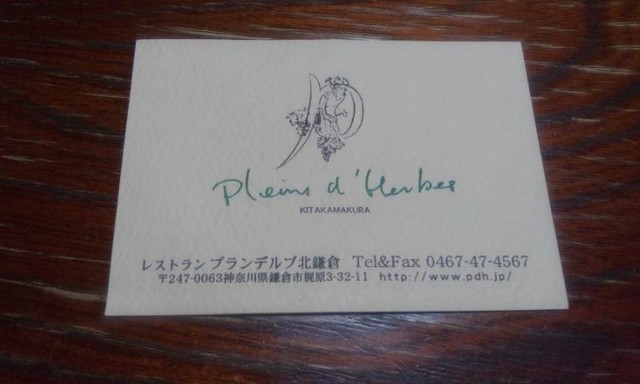 Pleins d'Herbes
KITAKAMAKURA
レストラン プランデルブ北鎌倉 Tel&Fax 0467-47-4567
〒247-0063神奈川県鎌倉市梶原3-32-11 http://www.pdh.jp/